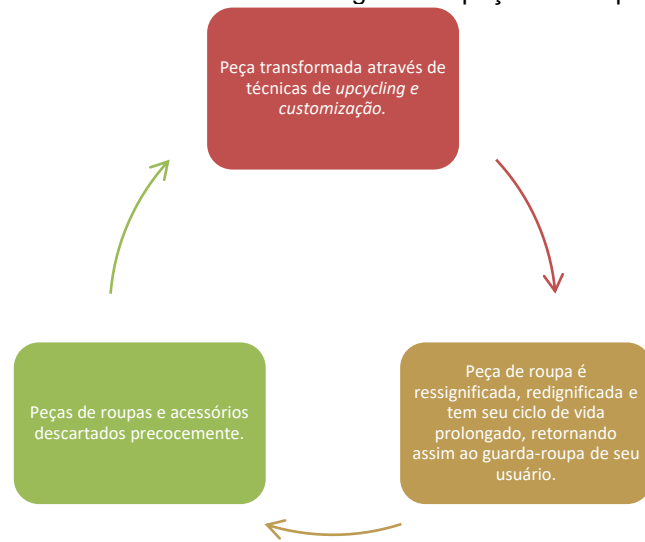 Peça transformada através de
técnicas de upcycling e
customização.
Peças de roupas e acessórios
descartados precocemente.
Peça de roupa é
ressignificada, redignificada e
tem seu ciclo de vida
prolongado, retornando
assim ao guarda-roupa de seu
usuário.